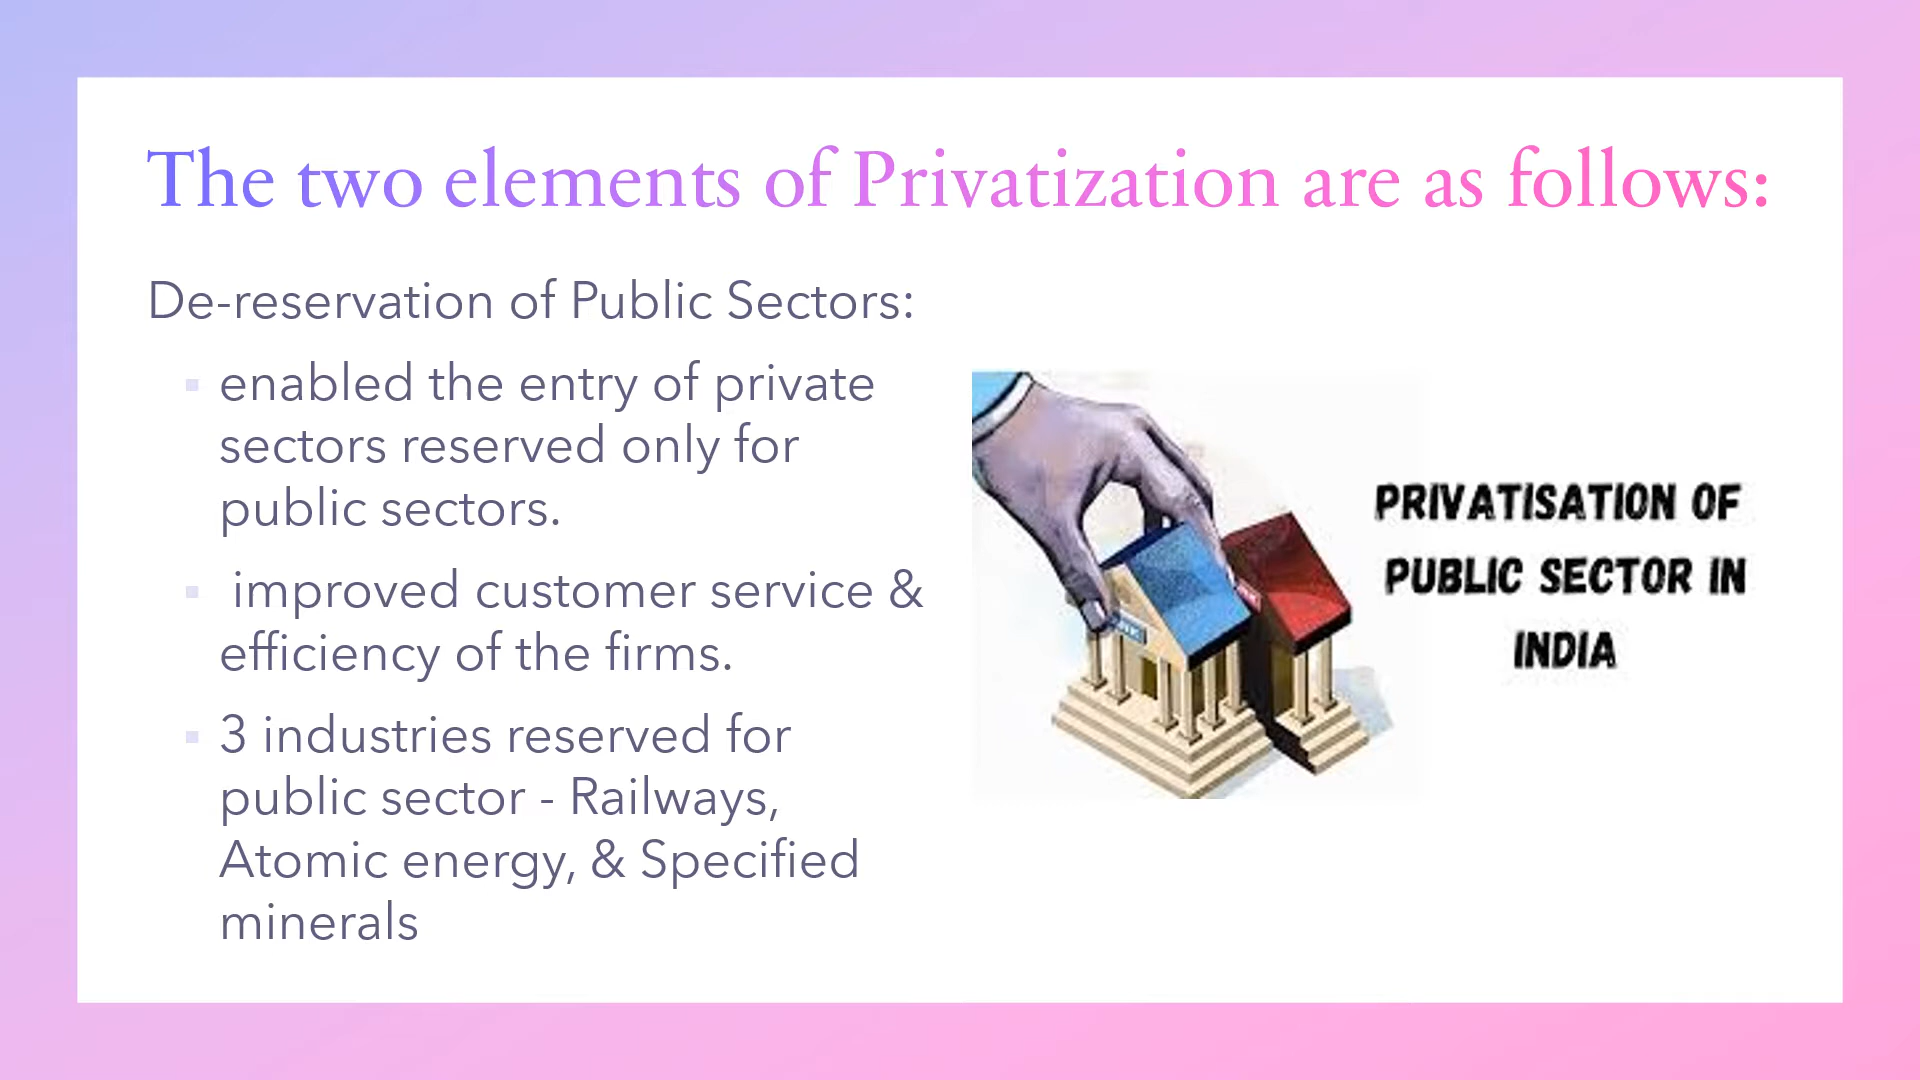 The two elements of Privatization are as follows:
De-reservation of Public Sectors:
enabled the entry of private
sectors reserved only for
public sectors.
improved customer service &
efficiency of the firms.
3 industries reserved for
public sector - Railways,
Atomic energy, & Specified
minerals
PRIVATISATION OF
PUBLIC SECTOR IN
INDIA